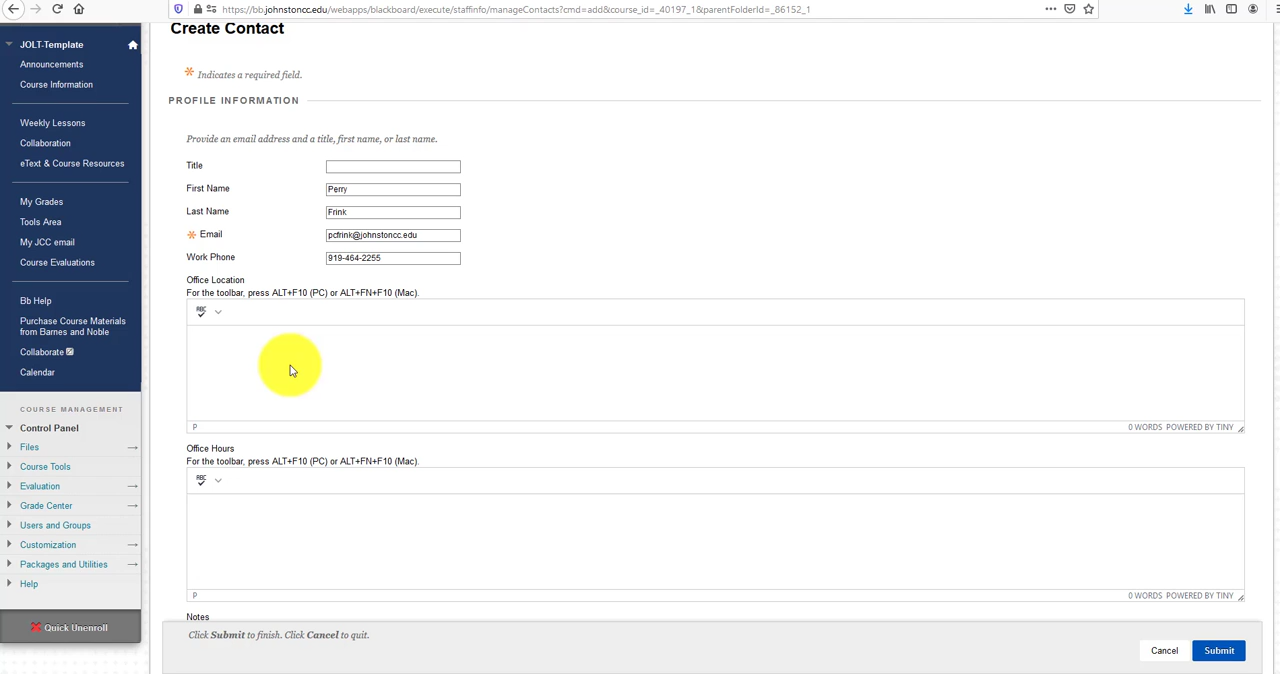 https://bb.johnstoncc.edu/webapps/blackboard/execute/staffinfo/manageContacts?cmd=add&course_id=_40197_1&parentFolderId=_86152_1
JOLT-Template
Announcements
Course Information
Weekly Lessons
Collaboration
eText & Course Resources
My Grades
Tools Area
My JCC email
Course Evaluations
Bb Help
Purchase Course Materials
from Barnes and Noble
Collaborate
Calendar
COURSE MANAGEMENT
Control Panel
Files
Course Tools
Evaluation
Grade Center
Users and Groups
Customization
Packages and Utilities
Help
Quick Unenroll
Create Contact
Indicates a required field.
PROFILE INFORMATION
Provide an email address and a title, first name, or last name.
Title
First Name Perry
Last Name Frink
Email pcfrink@johnstoncc.edu
Work Phone 919-464-2255
Office Location
For the toolbar, press ALT+F10 (PC) or ALT+FN+F10 (Mac).
ABC
P 0 WORDS POWERED BY TINY
Office Hours
For the toolbar, press ALT+F10 (PC) or ALT+FN+F10 (Mac).
ABC
P 0 WORDS POWERED BY TINY
Notes
Click Submit to finish. Click Cancel to quit.
Cancel Submit